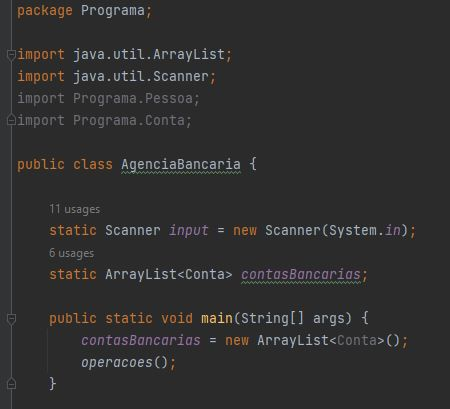 package Programa;
import java.util.ArrayList;
import java.util.Scanner;
import Programa.Pessoa;
import Programa.Conta;
public class AgenciaBancaria {
11 usages
static Scanner input = new Scanner(System.in);
6 usages
static ArrayList<Conta> contasBancarias;
public static void main(String[] args) {
contasBancarias = new ArrayList<Conta>();
operacoes();
}